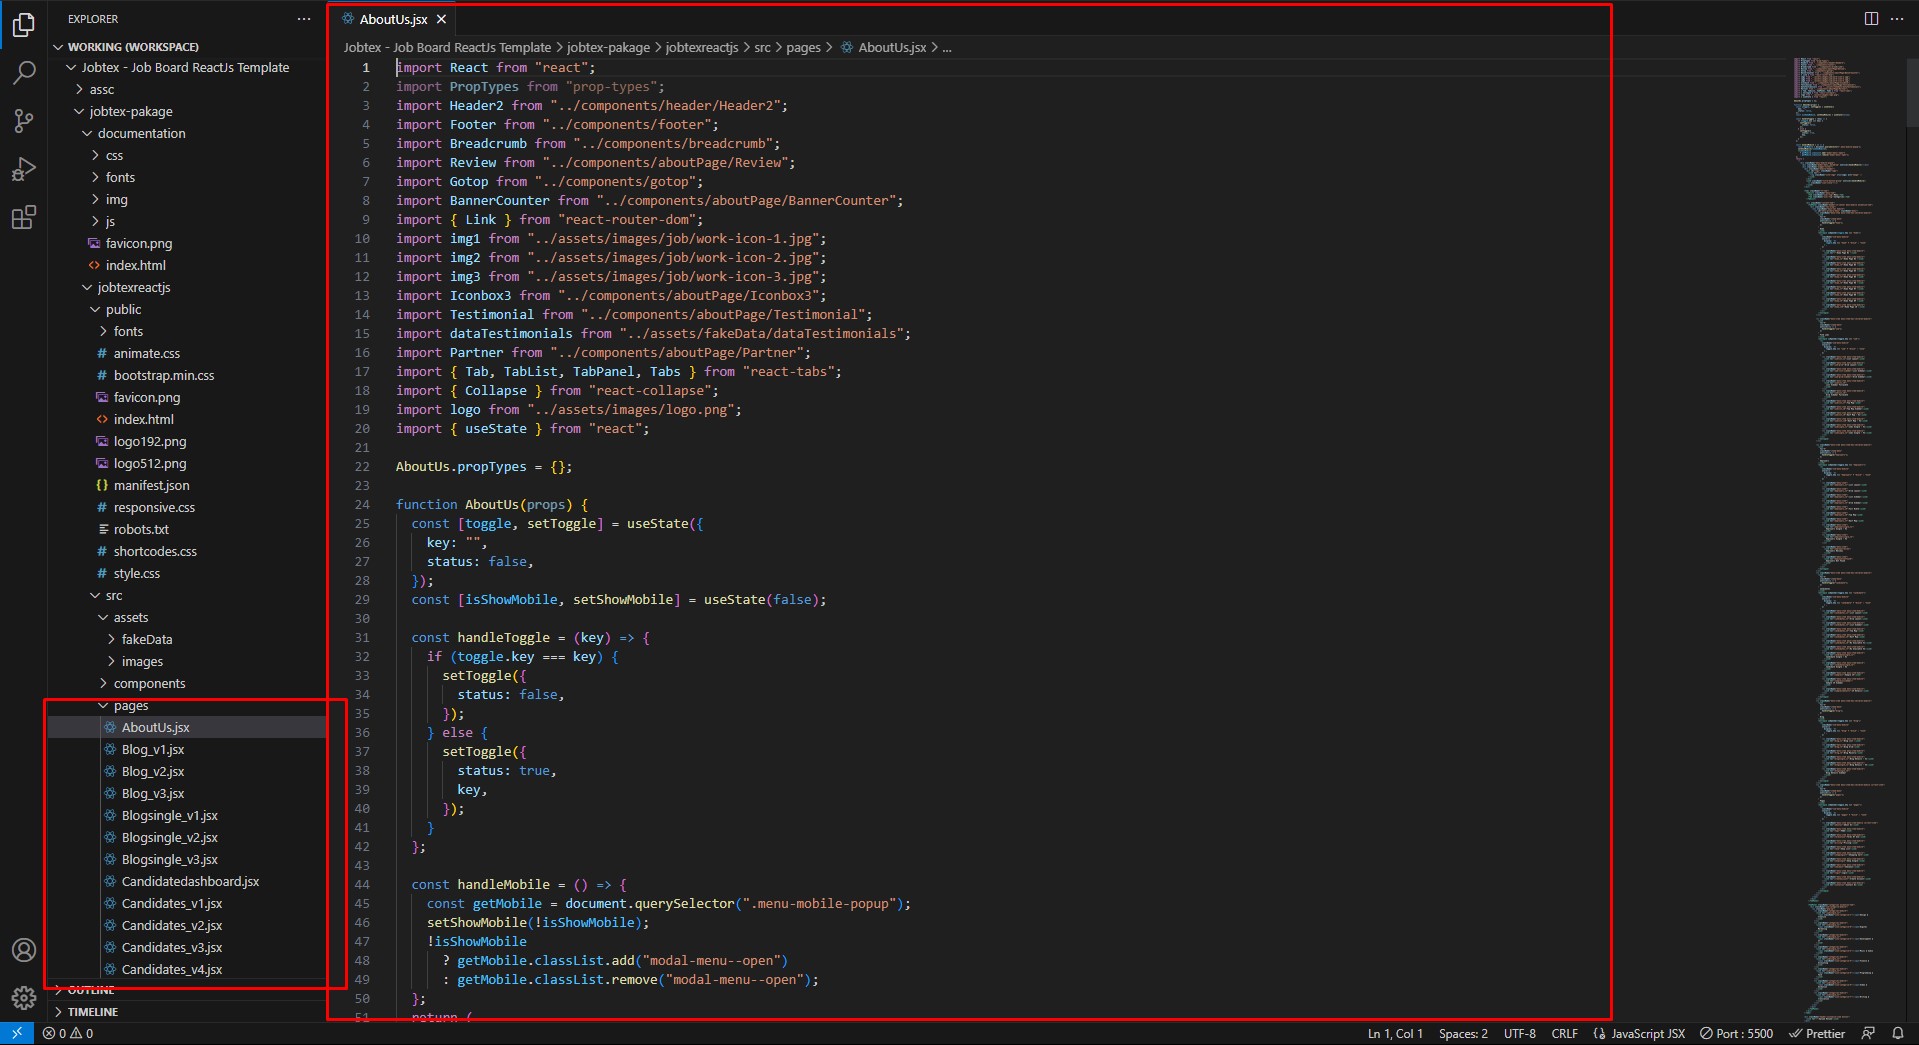 EXPLORER
WORKING (WORKSPACE)
Jobtex - Job Board ReactJs Template
assc
jobtex-pakage
documentation
css
fonts
img
js
favicon.png
index.html
jobtexreactjs
public
fonts
animate.css
bootstrap.min.css
favicon.png
index.html
logo192.png
logo512.png
manifest.json
responsive.css
robots.txt
shortcodes.css
style.css
src
assets
fakeData
images
components
pages
AboutUs.jsx
Blog_v1.jsx
Blog_v2.jsx
Blog_v3.jsx
Blogsingle_v1.jsx
Blogsingle_v2.jsx
Blogsingle_v3.jsx
Candidatedashboard.jsx
Candidates_v1.jsx
Candidates_v2.jsx
Candidates_v3.jsx
Candidates_v4.jsx
OUTLINE
TIMELINE
AboutUs.jsx
Jobtex - Job Board ReactJs Template > jobtex-pakage > jobtexreactjs > src > pages > AboutUs.jsx > ...
1 import React from "react";
2 import PropTypes from "prop-types";
3 import Header2 from "../components/header/Header2";
4 import Footer from "../components/footer";
5 import Breadcrumb from "../components/breadcrumb";
6 import Review from "../components/aboutPage/Review";
7 import Gotop from "../components/gotop";
8 import BannerCounter from "../components/aboutPage/BannerCounter";
9 import { Link } from "react-router-dom";
10 import img1 from "../assets/images/job/work-icon-1.jpg";
11 import img2 from "../assets/images/job/work-icon-2.jpg";
12 import img3 from "../assets/images/job/work-icon-3.jpg";
13 import Iconbox3 from "../components/aboutPage/Iconbox3";
14 import Testimonial from "../components/aboutPage/Testimonial";
15 import dataTestimonials from "../assets/fakeData/dataTestimonials";
16 import Partner from "../components/aboutPage/Partner";
17 import { Tab, TabList, TabPanel, Tabs } from "react-tabs";
18 import { Collapse } from "react-collapse";
19 import logo from "../assets/images/logo.png";
20 import { useState } from "react";
21
22 AboutUs.propTypes = {};
23
24 function AboutUs(props) {
25 const [toggle, setToggle] = useState({
26 key: "",
27 status: false,
28 });
29 const [isShowMobile, setShowMobile] = useState(false);
30
31 const handleToggle = (key) => {
32 if (toggle.key === key) {
33 setToggle({
34 status: false,
35 });
36 } else {
37 setToggle({
38 status: true,
39 key,
40 });
41 }
42 };
43
44 const handleMobile = () => {
45 const getMobile = document.querySelector(".menu-mobile-popup");
46 setShowMobile(!isShowMobile);
47 !isShowMobile
48 ? getMobile.classList.add("modal-menu--open")
49 : getMobile.classList.remove("modal-menu--open");
50 };
51 return (
0 0
Ln 1, Col 1
Spaces: 2
UTF-8
CRLF
JavaScript JSX
Port : 5500
Prettier